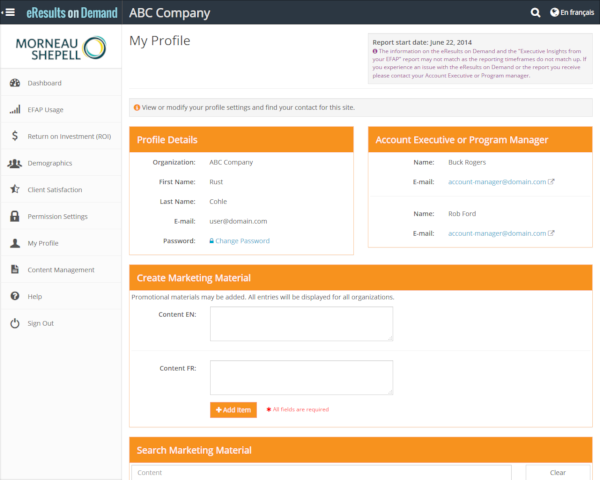 eResults on Demand
ABC Company
En français
MORNEAU
SHEPELL
Dashboard
EFAP Usage
Return on Investment (ROI)
Demographics
Client Satisfaction
Permission Settings
My Profile
Content Management
Help
Sign Out
My Profile
Report start date: June 22, 2014
The information on the eResults on Demand and the "Executive Insights from
your EFAP" report may not match as the reporting timeframes do not match up. If
you experience an issue with the eResults on Demand or the report you receive
please contact your Account Executive or Program manager.
View or modify your profile settings and find your contact for this site.
Profile Details
Organization: ABC Company
First Name: Rust
Last Name: Cohle
E-mail: user@domain.com
Password: Change Password
Account Executive or Program Manager
Name: Buck Rogers
E-mail: account-manager@domain.com
Name: Rob Ford
E-mail: account-manager@domain.com
Create Marketing Material
Promotional materials may be added. All entries will be displayed for all organizations.
Content EN:
Content FR:
+ Add Item
All fields are required
Search Marketing Material
Content
Clear